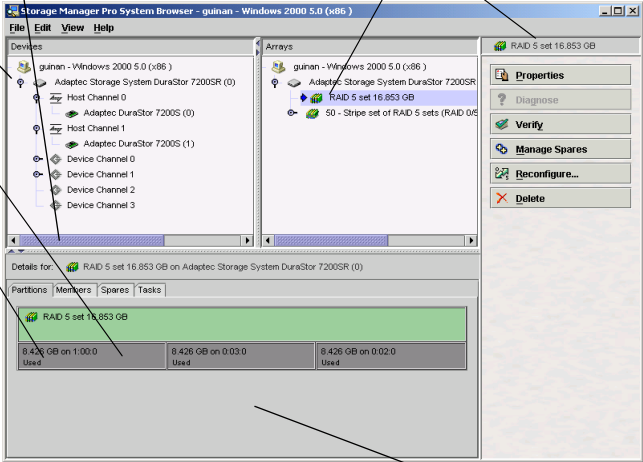 Storage Manager Pro System Browser - guinan - Windows 2000 5.0 (x86 )
File Edit View Help
Devices
guinan - Windows 2000 5.0 (x86 )
Adaptec Storage System DuraStor 7200SR (0)
Host Channel 0
Adaptec DuraStor 7200S (0)
Host Channel 1
Adaptec DuraStor 7200S (1)
Device Channel 0
Device Channel 1
Device Channel 2
Device Channel 3
Arrays
guinan - Windows 2000 5.0 (x86 )
Adaptec Storage System DuraStor 7200SR
RAID 5 set 16.853 GB
50 - Stripe set of RAID 5 sets (RAID 0/5
RAID 5 set 16.853 GB
Properties
Diagnose
Verify
Manage Spares
Reconfigure...
Delete
Details for: RAID 5 set 16.853 GB on Adaptec Storage System DuraStor 7200SR (0)
Partitions Members Spares Tasks
RAID 5 set 16.853 GB
8.426 GB on 1:00:0 8.426 GB on 0:03:0 8.426 GB on 0:02:0
Used Used Used